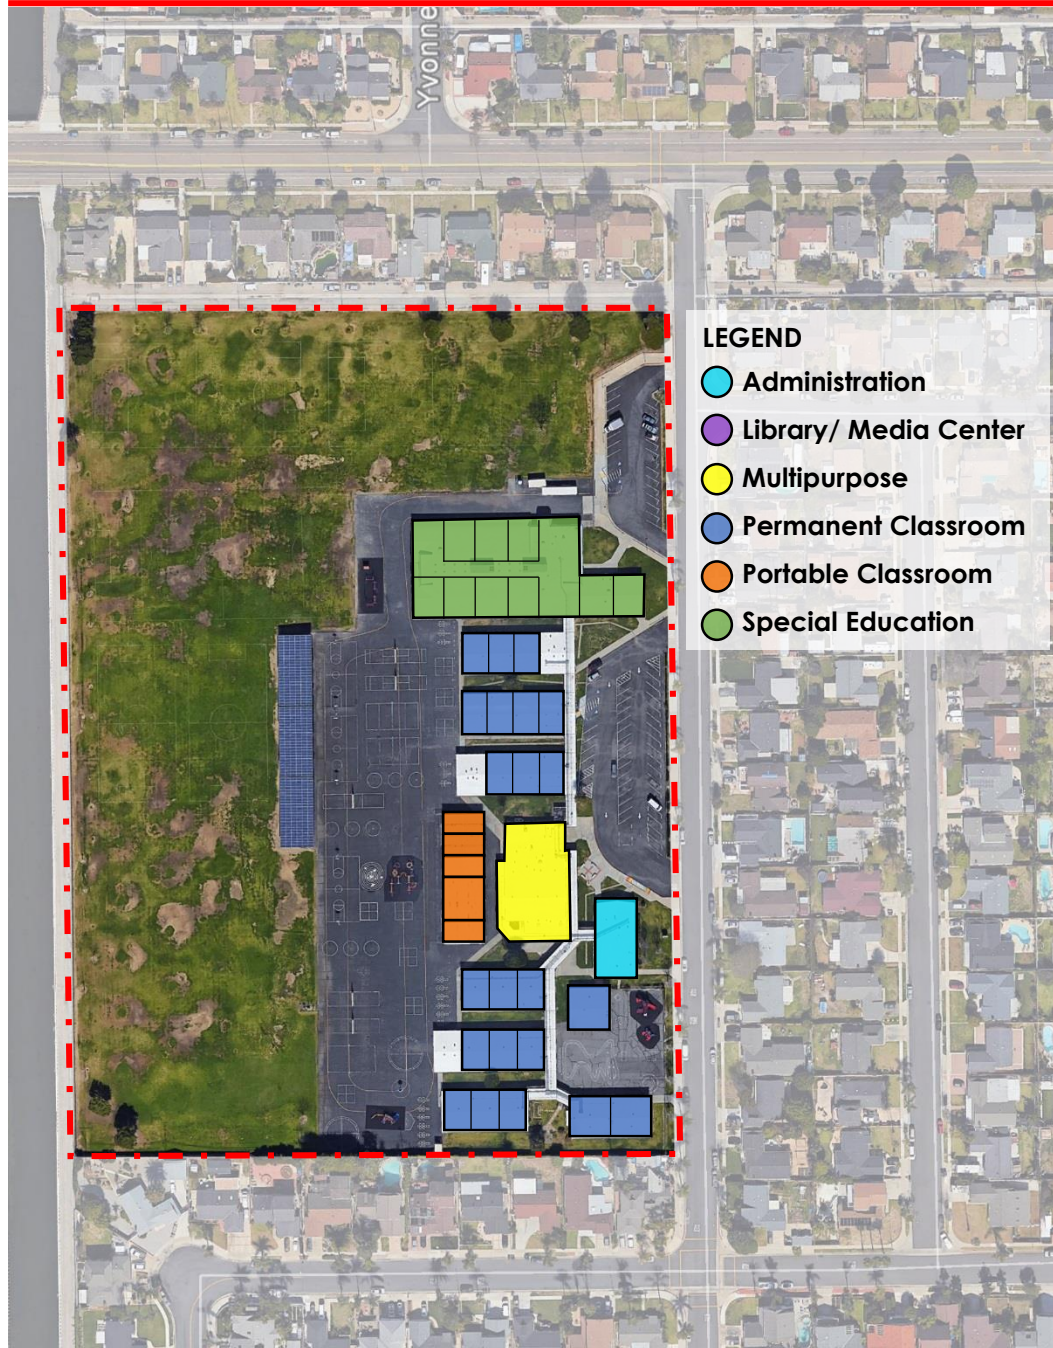 Yvonne
LEGEND
Administration
Library/ Media Center
Multipurpose
Permanent Classroom
Portable Classroom
Special Education